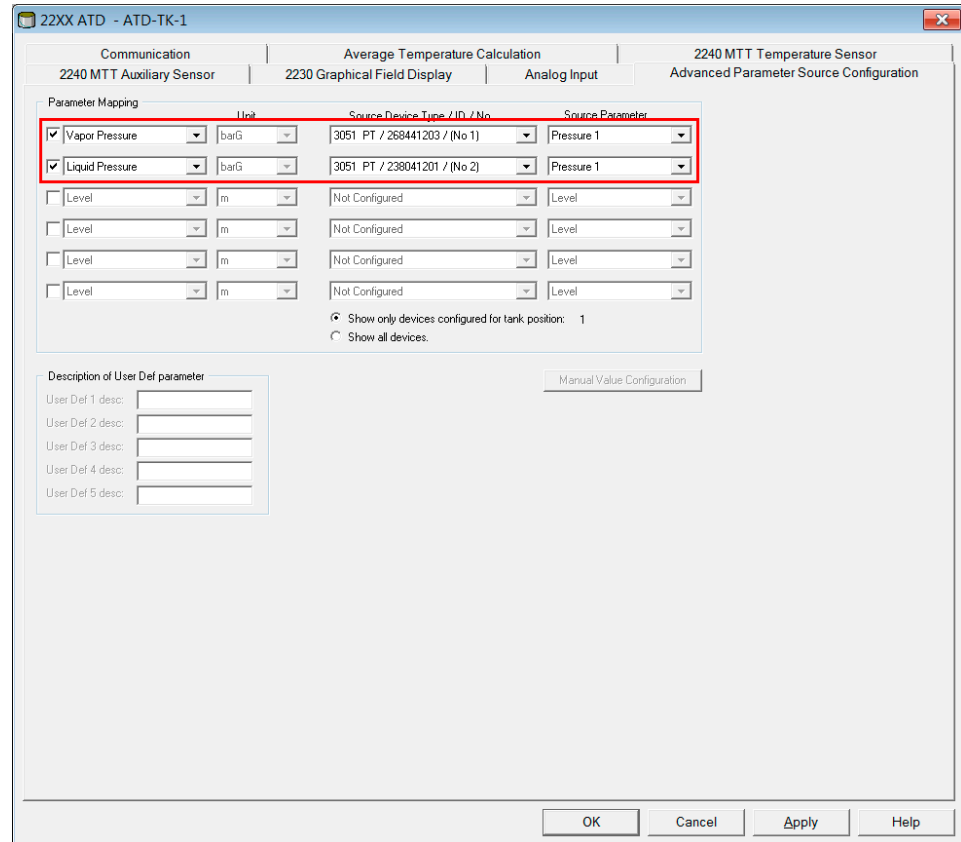 22XX ATD - ATD-TK-1
Communication Average Temperature Calculation 2240 MTT Temperature Sensor
2240 MTT Auxiliary Sensor 2230 Graphical Field Display Analog Input Advanced Parameter Source Configuration
Parameter Mapping
Unit Source Device Type / ID / No Source Parameter
Vapor Pressure barG 3051 PT / 268441203 / (No 1) Pressure 1
Liquid Pressure barG 3051 PT / 238041201 / (No 2) Pressure 1
Level m Not Configured Level
Level m Not Configured Level
Level m Not Configured Level
Level m Not Configured Level
Show only devices configured for tank position: 1
Show all devices.
Description of User Def parameter
Manual Value Configuration
User Def 1 desc:
User Def 2 desc:
User Def 3 desc:
User Def 4 desc:
User Def 5 desc:
OK Cancel Apply Help